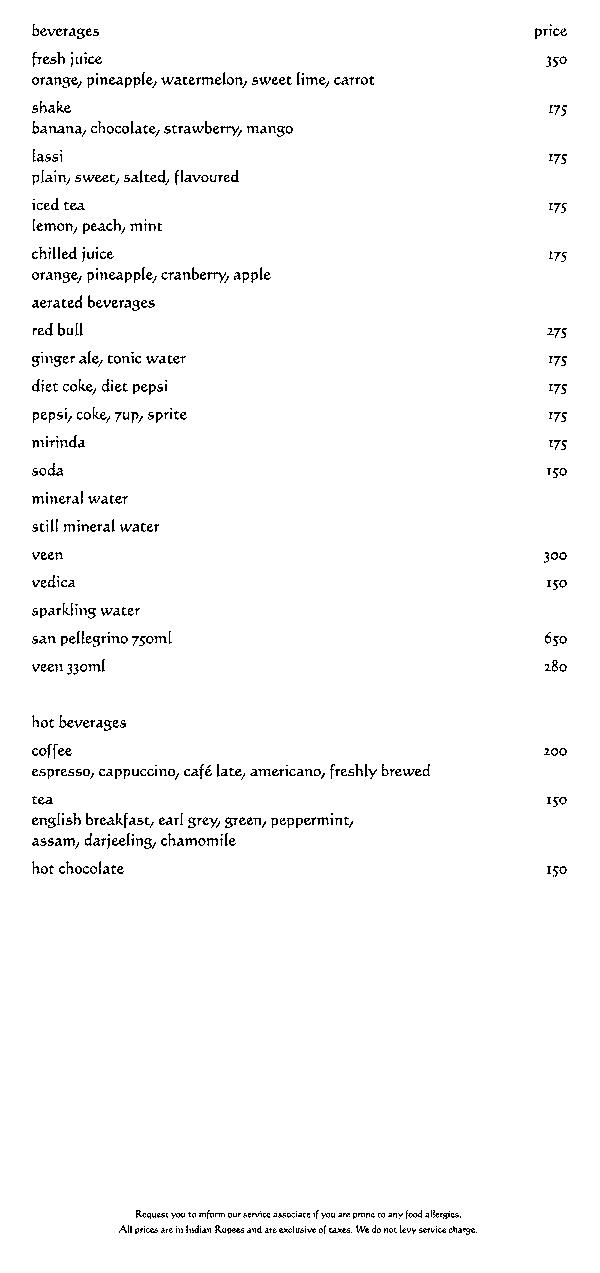 beverages price
fresh juice 350
orange, pineapple, watermelon, sweet lime, carrot
shake 175
banana, chocolate, strawberry, mango
lassi 175
plain, sweet, salted, flavoured
iced tea 175
lemon, peach, mint
chilled juice 175
orange, pineapple, cranberry, apple
aerated beverages
red bull 275
ginger ale, tonic water 175
diet coke, diet pepsi 175
pepsi, coke, 7up, sprite 175
mirinda 175
soda 150
mineral water
still mineral water
veen 300
vedica 150
sparkling water
san pellegrino 750ml 650
veen 330ml 280
hot beverages
coffee 200
espresso, cappuccino, café late, americano, freshly brewed
tea 150
english breakfast, earl grey, green, peppermint,
assam, darjeeling, chamomile
hot chocolate 150
Request you to inform our service associate if you are prone to any food allergies.
All prices are in Indian Rupees and are exclusive of taxes. We do not levy service charge.